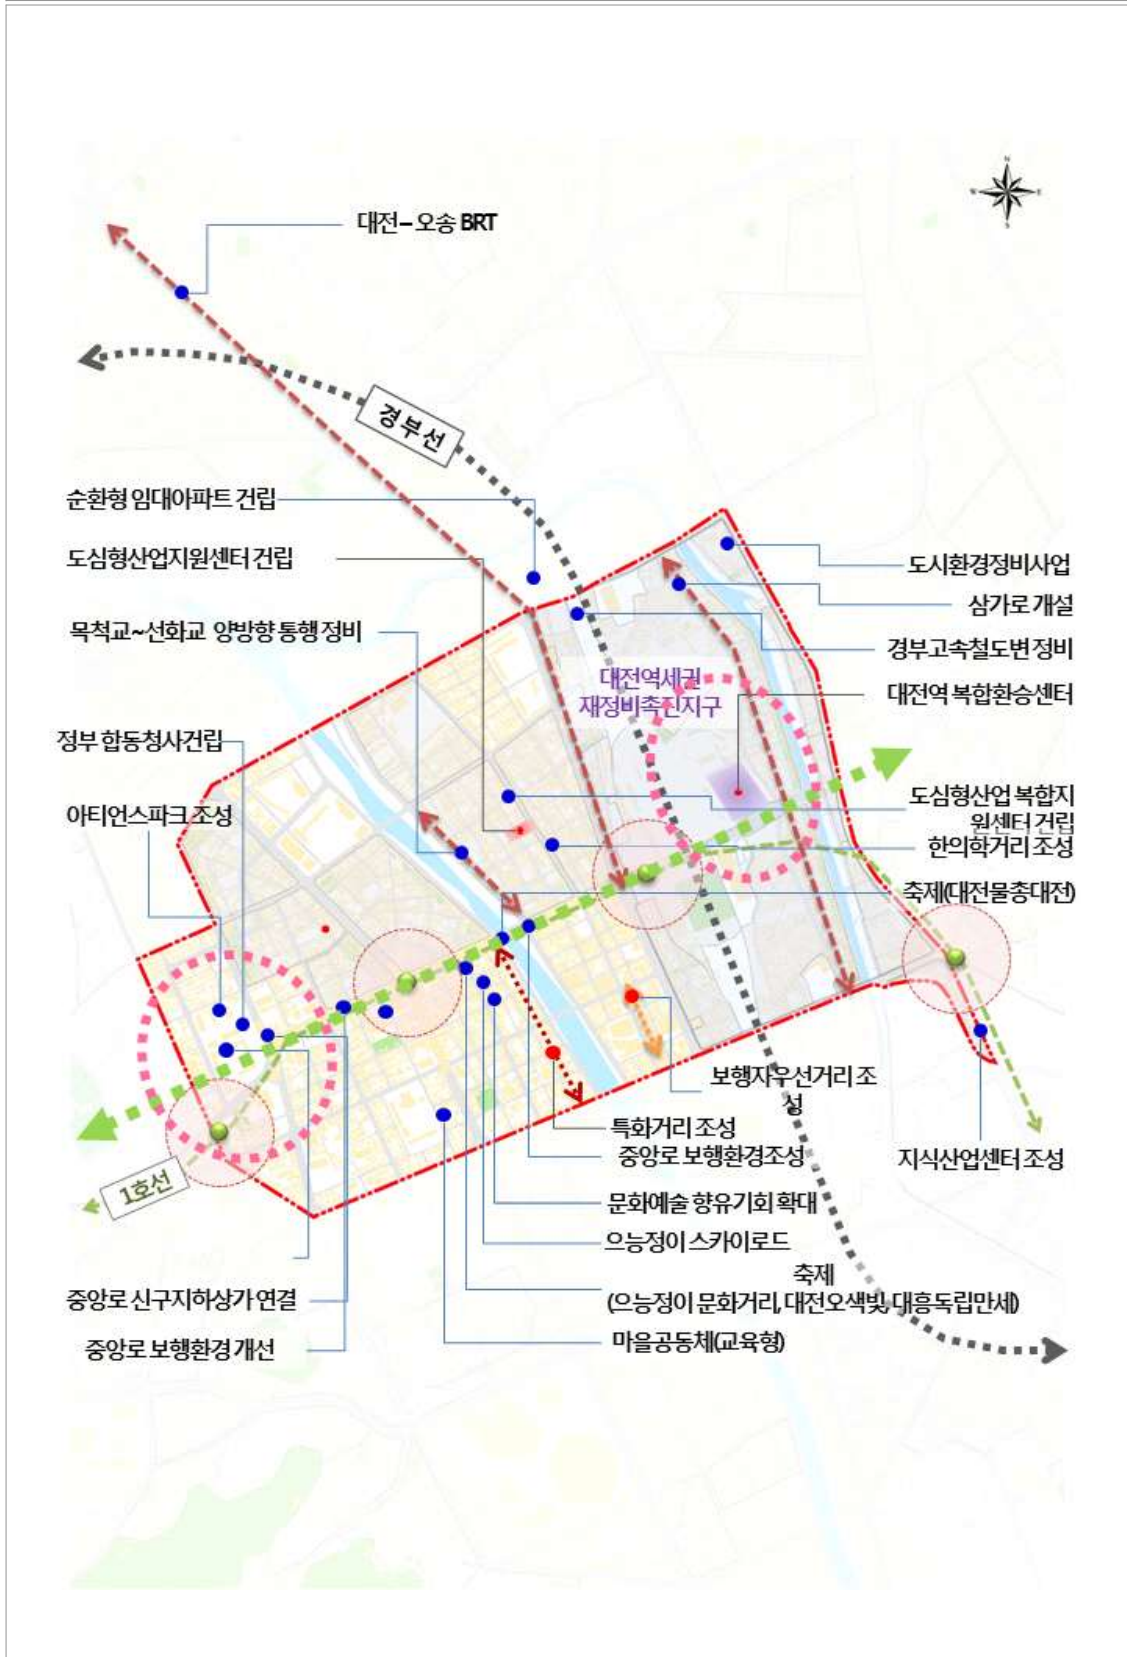 N
W
E
S
대전–오송 BRT
경부선
순환형 임대아파트 건립
도심형산업지원센터 건립
목척교~선화교 양방향 통행 정비
정부 합동청사건립
아티언스파크 조성
대전역세권
재정비촉진지구
도시환경정비사업
삼가로 개설
경부고속철도변 정비
대전역 복합환승센터
도심형산업 복합지
원센터 건립
한의학거리 조성
축제(대전물총대전)
보행자우선거리 조
성
특화거리 조성
중앙로 보행환경조성
지식산업센터 조성
1호선
문화예술 향유기회 확대
으능정이 스카이로드
축제
(으능정이 문화거리, 대전오색빛, 대흥독립만세)
마을공동체(교육형)
중앙로 신구지하상가 연결
중앙로 보행환경 개선